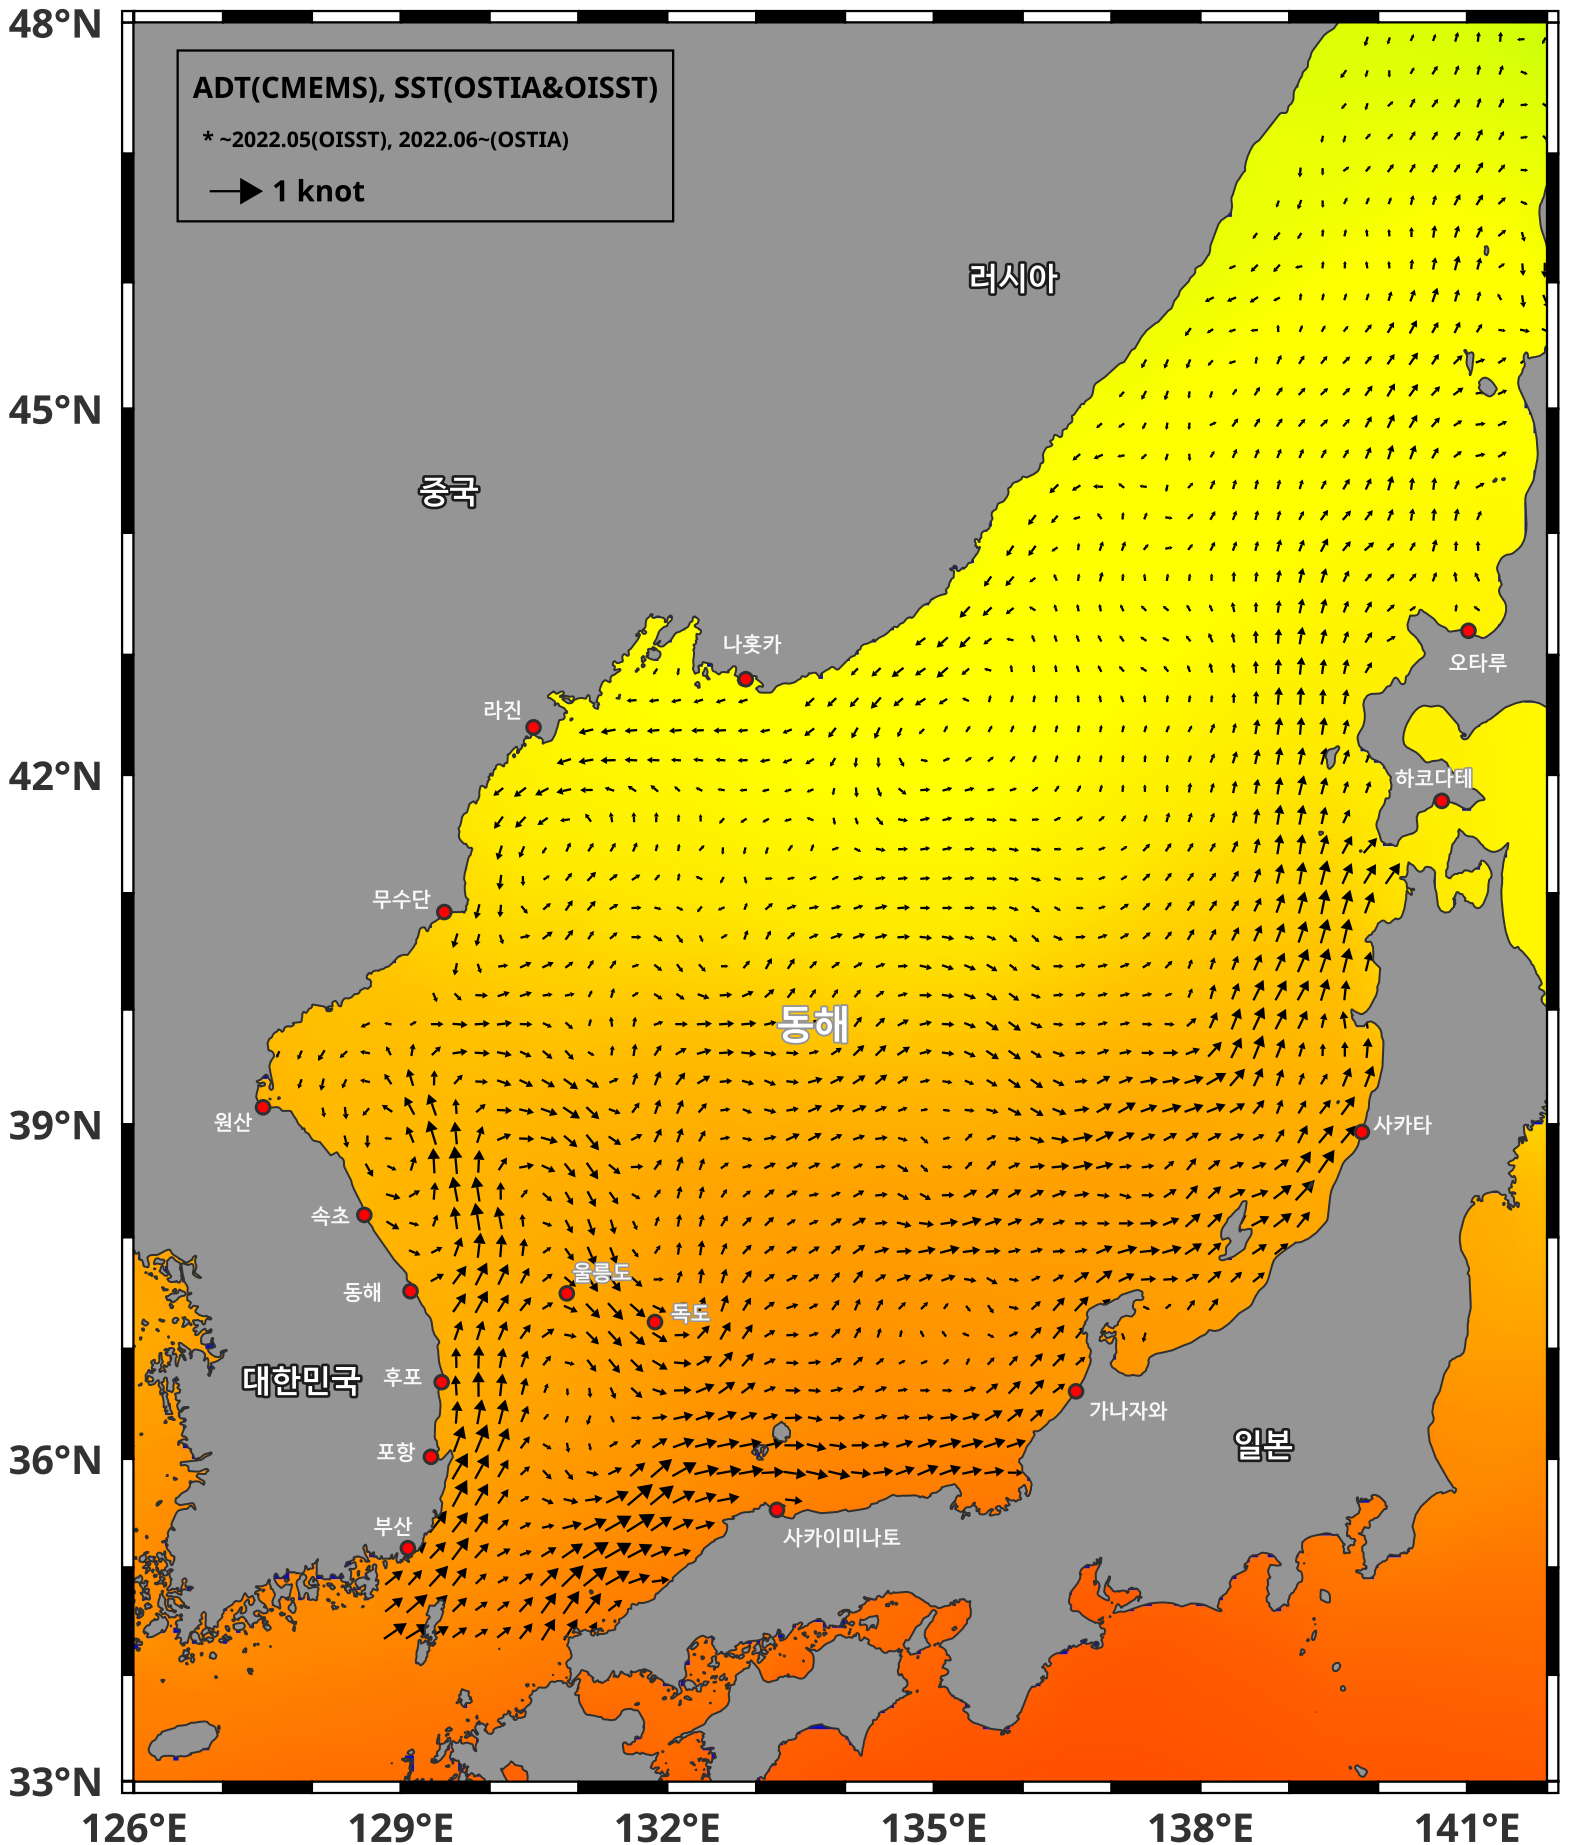 48°N
ADT(CMEMS), SST(OSTIA&OISST)
* ~2022.05(OISST), 2022.06~(OSTIA)
1 knot
러시아
45°N
중국
나홋카
오타루
라진
42°N
하코다테
무수단
동해
39°N
원산
사카타
속초
울릉도
동해
독도
대한민국
후포
가나자와
36°N
포항
일본
부산
사카이미나토
33°N
126°E 129°E 132°E 135°E 138°E 141°E